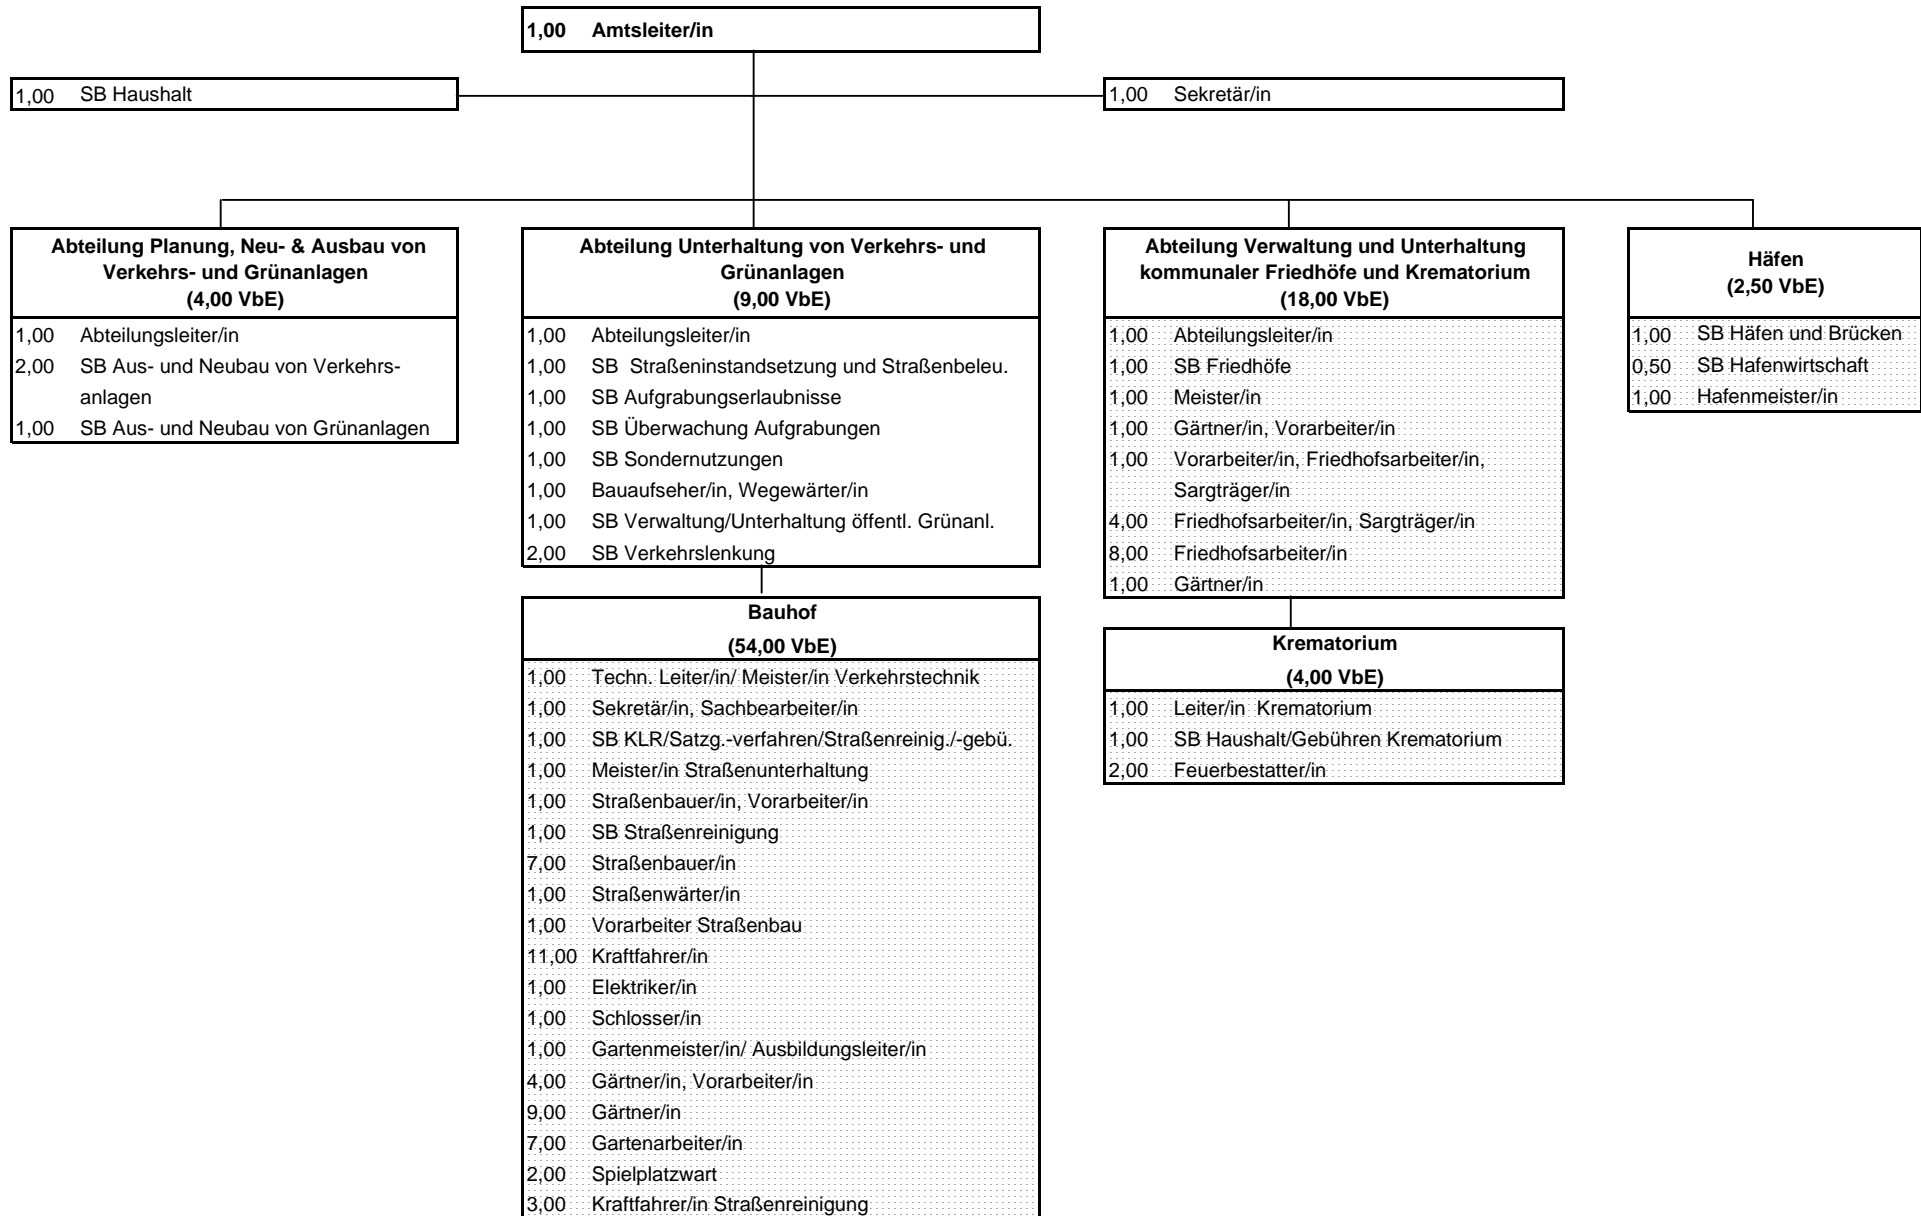 1,00 Amtsleiter/in
1,00 SB Haushalt
1,00 Sekretär/in
Abteilung Planung, Neu- & Ausbau von
Verkehrs- und Grünanlagen
(4,00 VbE)
1,00 Abteilungsleiter/in
2,00 SB Aus- und Neubau von Verkehrs-
anlagen
1,00 SB Aus- und Neubau von Grünanlagen
Abteilung Unterhaltung von Verkehrs- und
Grünanlagen
(9,00 VbE)
1,00 Abteilungsleiter/in
1,00 SB Straßeninstandsetzung und Straßenbeleu.
1,00 SB Aufgrabungserlaubnisse
1,00 SB Überwachung Aufgrabungen
1,00 SB Sondernutzungen
1,00 Bauaufseher/in, Wegewärter/in
1,00 SB Verwaltung/Unterhaltung öffentl. Grünanl.
2,00 SB Verkehrslenkung
Bauhof
(54,00 VbE)
1,00 Techn. Leiter/in/ Meister/in Verkehrstechnik
1,00 Sekretär/in, Sachbearbeiter/in
1,00 SB KLR/Satzg.-verfahren/Straßenreinig./-gebü.
1,00 Meister/in Straßenunterhaltung
1,00 Straßenbauer/in, Vorarbeiter/in
1,00 SB Straßenreinigung
7,00 Straßenbauer/in
1,00 Straßenwärter/in
1,00 Vorarbeiter Straßenbau
11,00 Kraftfahrer/in
1,00 Elektriker/in
1,00 Schlosser/in
1,00 Gartenmeister/in/ Ausbildungsleiter/in
4,00 Gärtner/in, Vorarbeiter/in
9,00 Gärtner/in
7,00 Gartenarbeiter/in
2,00 Spielplatzwart
3,00 Kraftfahrer/in Straßenreinigung
Abteilung Verwaltung und Unterhaltung
kommunaler Friedhöfe und Krematorium
(18,00 VbE)
1,00 Abteilungsleiter/in
1,00 SB Friedhöfe
1,00 Meister/in
1,00 Gärtner/in, Vorarbeiter/in
1,00 Vorarbeiter/in, Friedhofsarbeiter/in,
Sargträger/in
4,00 Friedhofsarbeiter/in, Sargträger/in
8,00 Friedhofsarbeiter/in
1,00 Gärtner/in
Krematorium
(4,00 VbE)
1,00 Leiter/in Krematorium
1,00 SB Haushalt/Gebühren Krematorium
2,00 Feuerbestatter/in
Häfen
(2,50 VbE)
1,00 SB Häfen und Brücken
0,50 SB Hafenwirtschaft
1,00 Hafenmeister/in